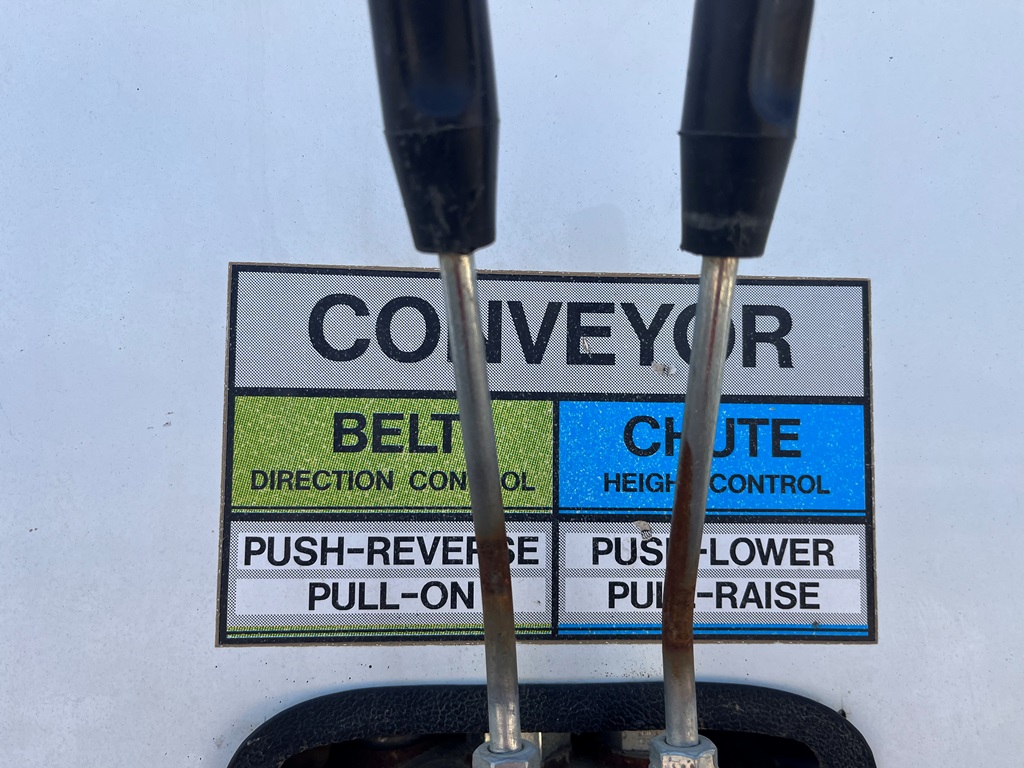 CONVEYOR
BELT
DIRECTION CONTROL
PUSH-REVERSE
PULL-ON
CHUTE
HEIGHT CONTROL
PUSH-LOWER
PULL-RAISE